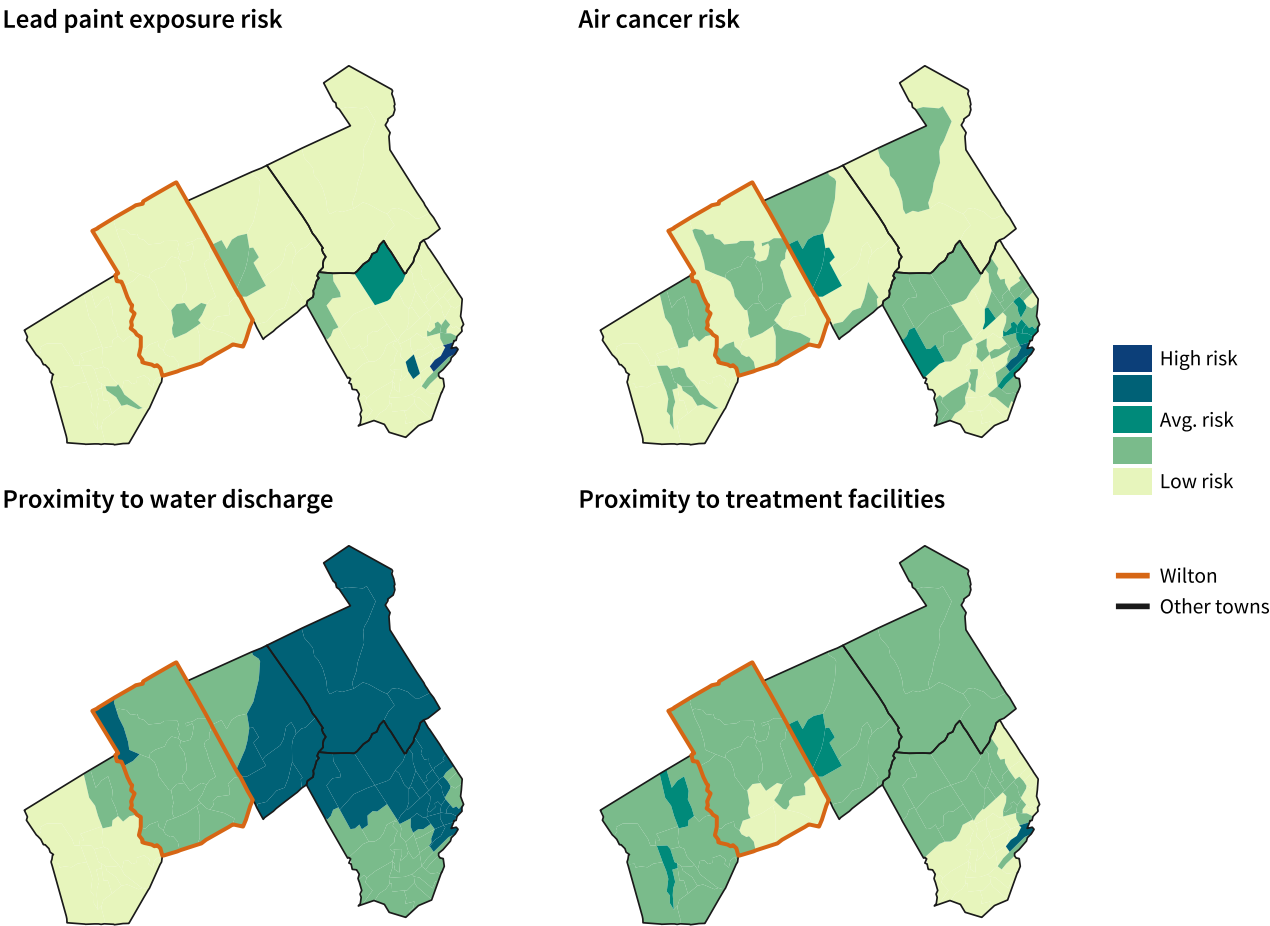 Lead paint exposure risk
Air cancer risk
High risk
Avg. risk
Low risk
Proximity to water discharge
Proximity to treatment facilities
Wilton
Other towns